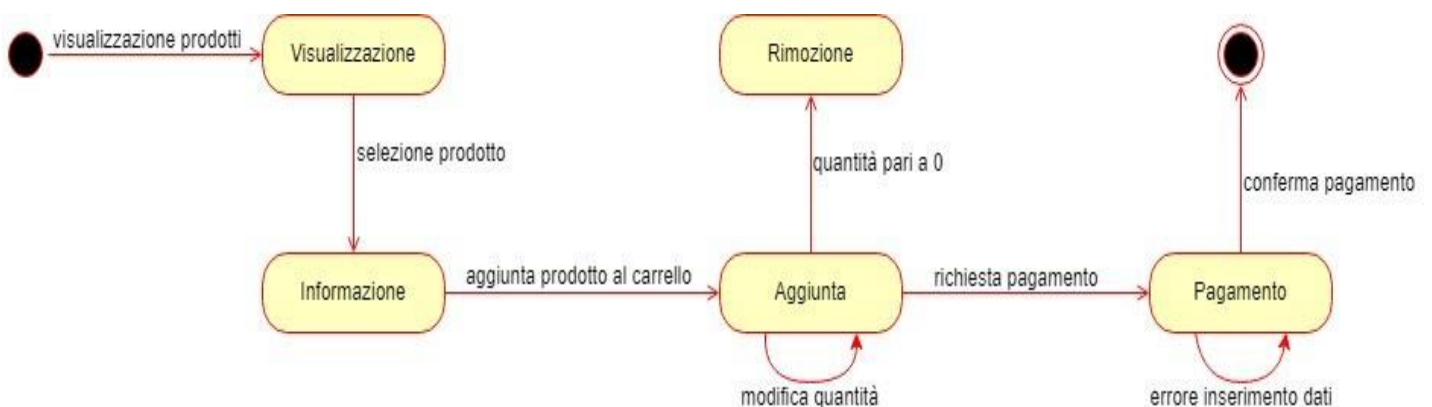 visualizzazione prodotti
Visualizzazione
Rimozione
selezione prodotto
quantità pari a 0
conferma pagamento
Informazione
aggiunta prodotto al carrello
Aggiunta
richiesta pagamento
Pagamento
modifica quantità
errore inserimento dati